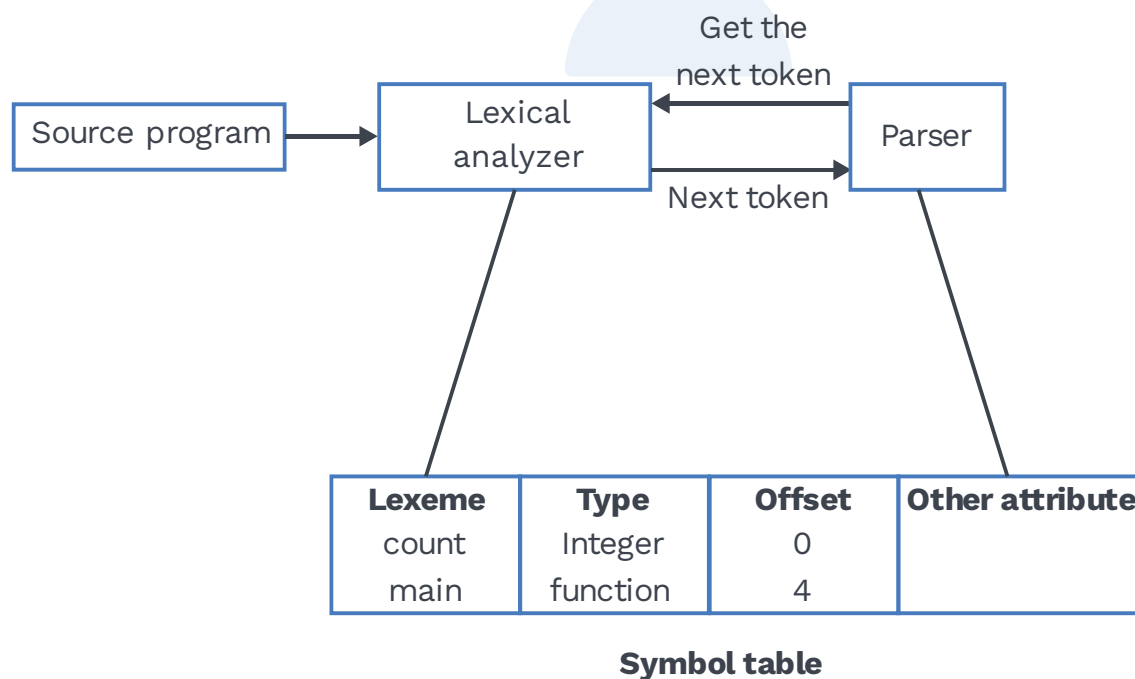 Get the
next token
Source program
Lexical
analyzer
Parser
Next token
Lexeme Type Offset Other attribute
count Integer 0
main function 4
Symbol table